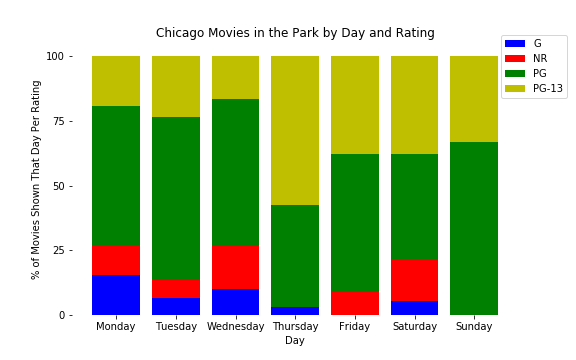 Chicago Movies in the Park by Day and Rating
G
NR
PG
PG-13
100
75
50
25
0
% of Movies Shown That Day Per Rating
Monday Tuesday Wednesday Thursday Friday Saturday Sunday
Day